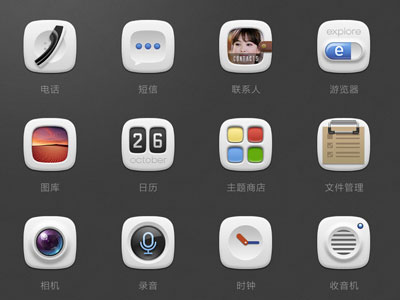 explore
e
CONTACTS
电话
短信
联系人
游览器
26
october
图库
日历
主题商店
文件管理
相机
录音
时钟
收音机